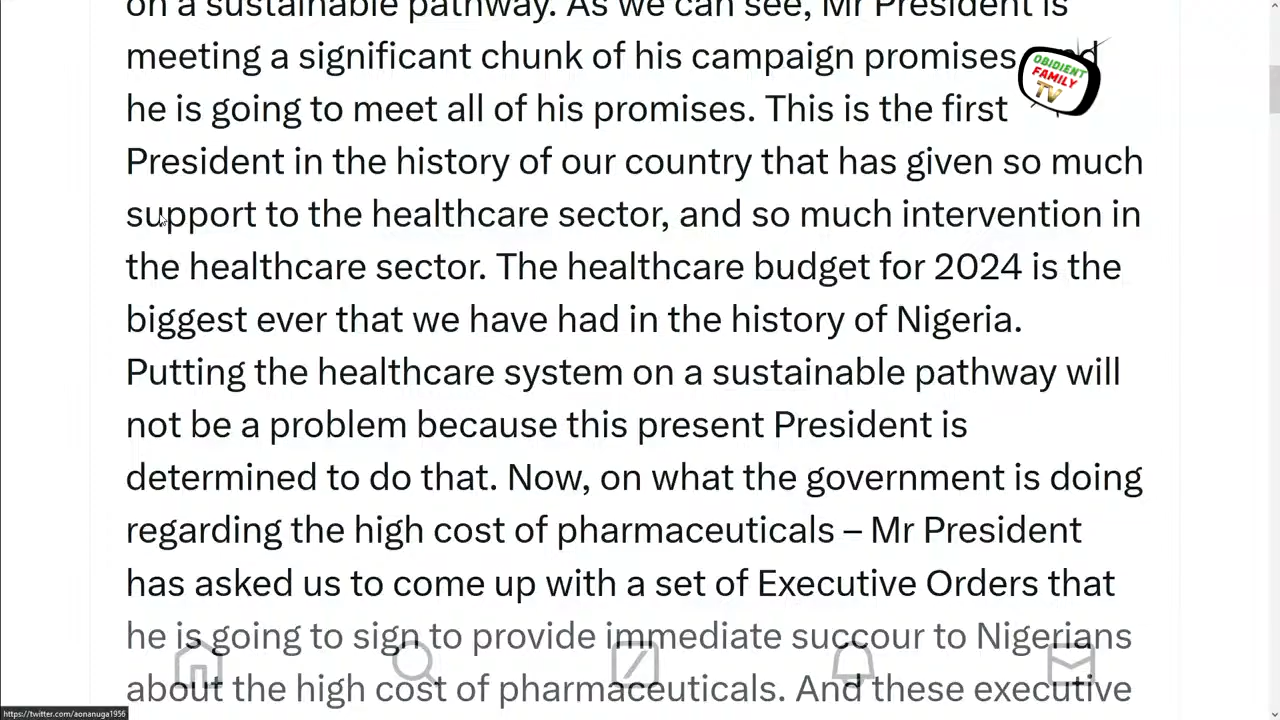 on a sustainable pathway. As we can see, Mr President is
meeting a significant chunk of his campaign promises
he is going to meet all of his promises. This is the first
President in the history of our country that has given so much
support to the healthcare sector, and so much intervention in
the healthcare sector. The healthcare budget for 2024 is the
biggest ever that we have had in the history of Nigeria.
Putting the healthcare system on a sustainable pathway will
not be a problem because this present President is
determined to do that. Now, on what the government is doing
regarding the high cost of pharmaceuticals – Mr President
has asked us to come up with a set of Executive Orders that
he is going to sign to provide immediate succour to Nigerians
about the high cost of pharmaceuticals. And these executive
OBIDIENT
FAMILY
TV
https://twitter.com/aonanuga1956